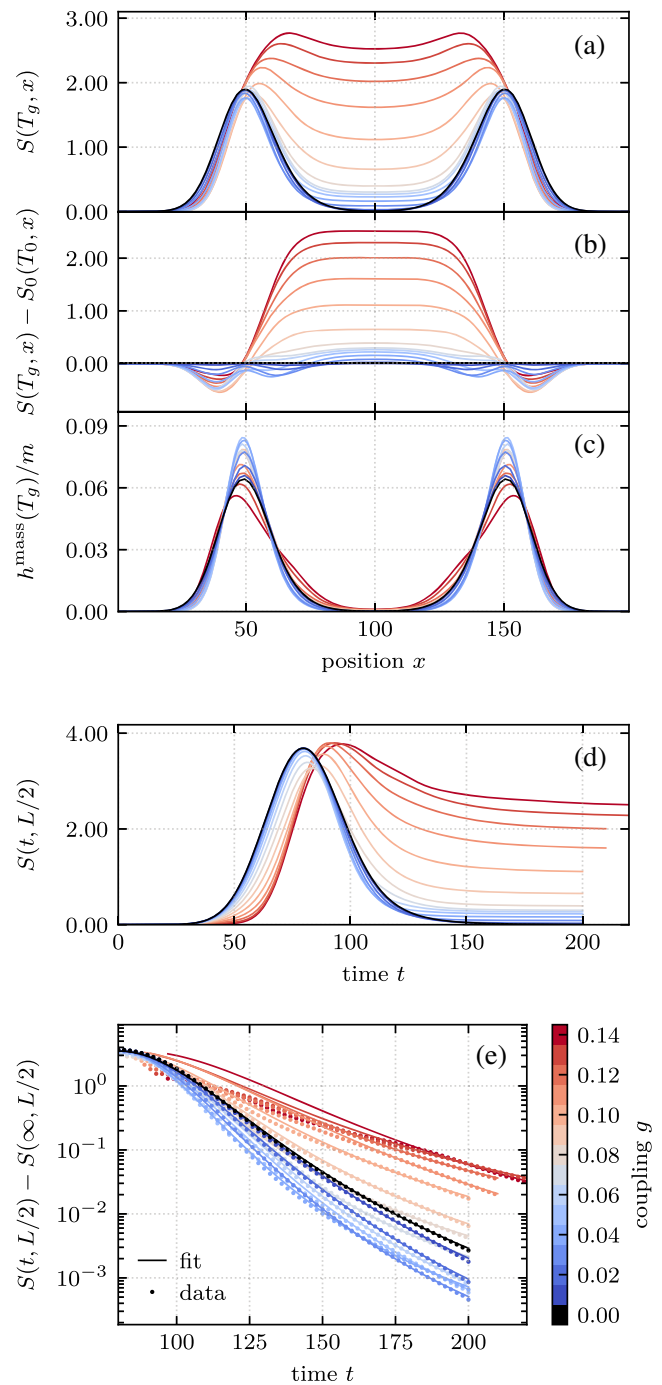 3.00
(a)
2.00
S(T_g, x)
1.00
0.00
(b)
2.00
S(T_g, x) − S_0(T_0, x)
1.00
0.00
0.09
(c)
0.06
h^mass(T_g)/m
0.03
0.00
50 100 150
position x
4.00
(d)
S(t, L/2)
2.00
0.00
0 50 100 150 200
time t
(e)
S(t, L/2) − S(∞, L/2)
10^0
10^−1
10^−2
10^−3
fit
data
100 125 150 175 200
time t
0.14
0.12
0.10
0.08
0.06
0.04
0.02
0.00
coupling g